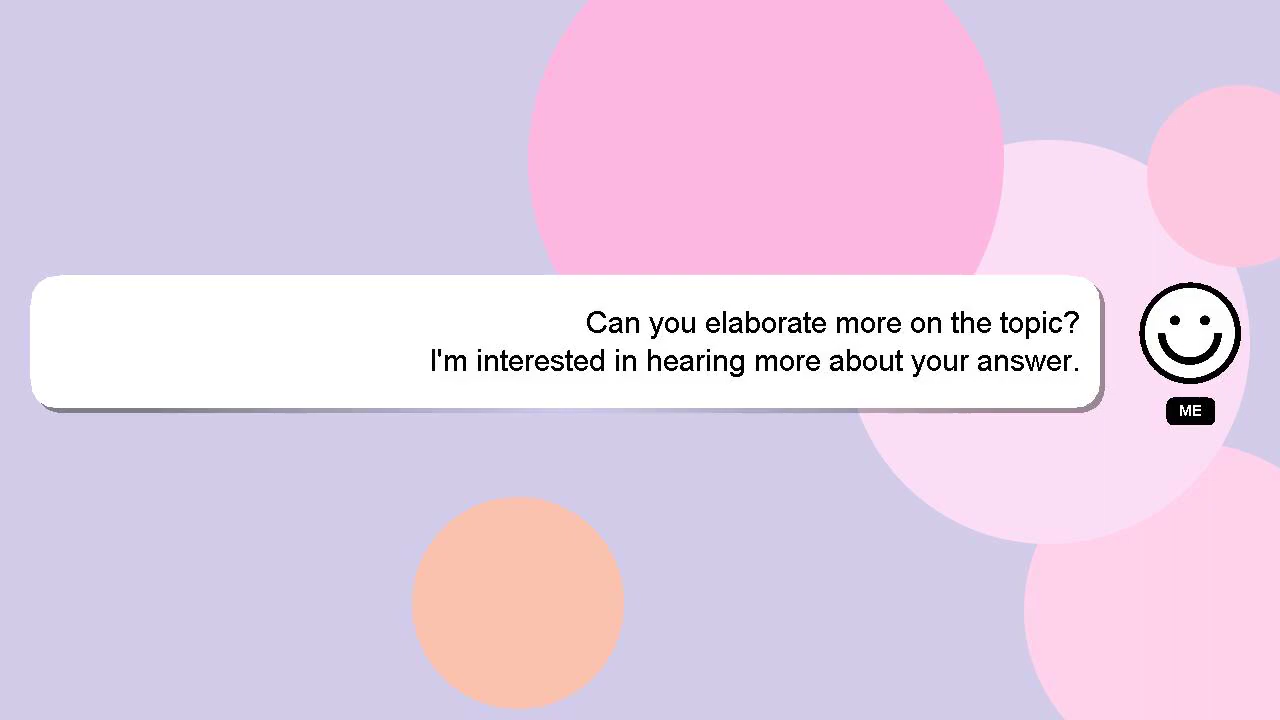 Can you elaborate more on the topic?
I'm interested in hearing more about your answer.
ME